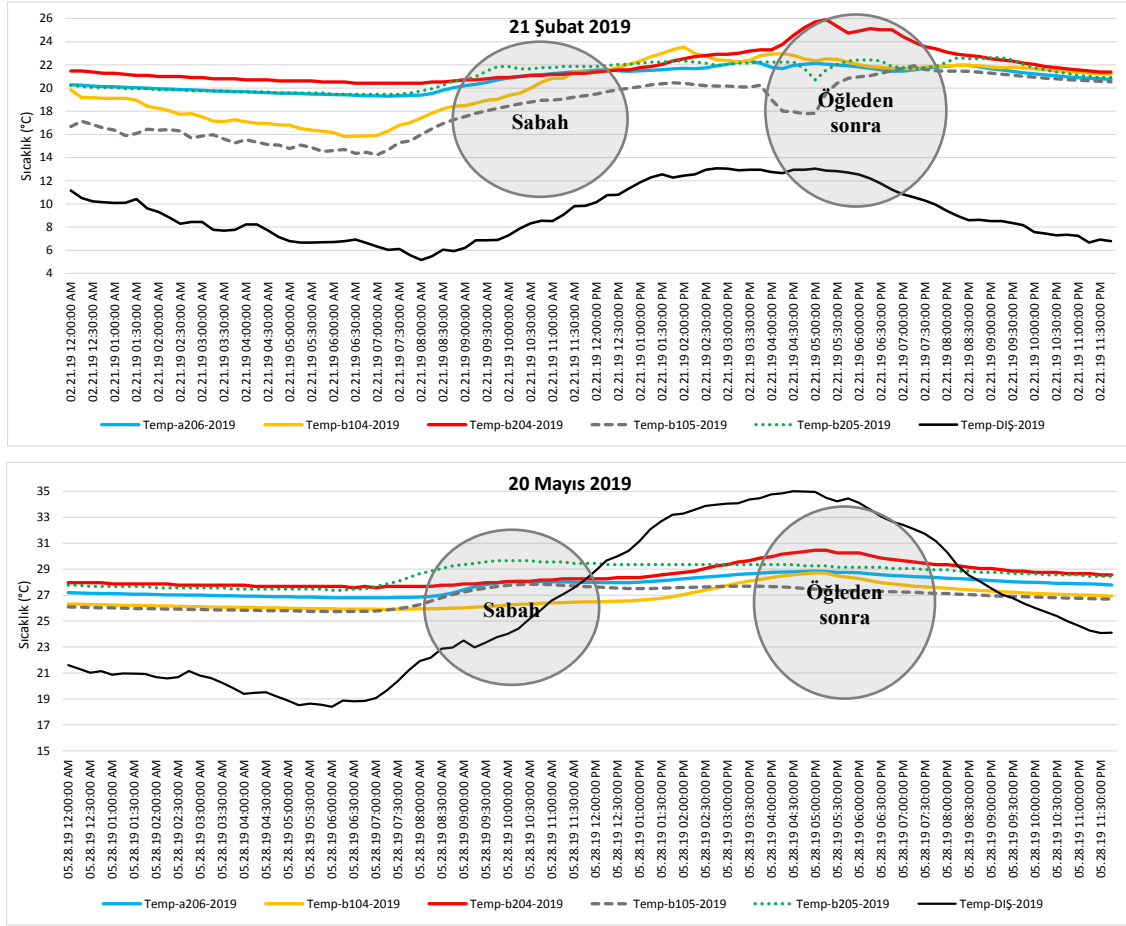 21 Şubat 2019
26
24
22
20
18
16
14
12
10
8
6
4
Sıcaklık (°C)
Sabah
Öğleden
sonra
02.21.19 12:00:00 AM
02.21.19 12:30:00 AM
02.21.19 01:00:00 AM
02.21.19 01:30:00 AM
02.21.19 02:00:00 AM
02.21.19 02:30:00 AM
02.21.19 03:00:00 AM
02.21.19 03:30:00 AM
02.21.19 04:00:00 AM
02.21.19 04:30:00 AM
02.21.19 05:00:00 AM
02.21.19 05:30:00 AM
02.21.19 06:00:00 AM
02.21.19 06:30:00 AM
02.21.19 07:00:00 AM
02.21.19 07:30:00 AM
02.21.19 08:00:00 AM
02.21.19 08:30:00 AM
02.21.19 09:00:00 AM
02.21.19 09:30:00 AM
02.21.19 10:00:00 AM
02.21.19 10:30:00 AM
02.21.19 11:00:00 AM
02.21.19 11:30:00 AM
02.21.19 12:00:00 PM
02.21.19 12:30:00 PM
02.21.19 01:00:00 PM
02.21.19 01:30:00 PM
02.21.19 02:00:00 PM
02.21.19 02:30:00 PM
02.21.19 03:00:00 PM
02.21.19 03:30:00 PM
02.21.19 04:00:00 PM
02.21.19 04:30:00 PM
02.21.19 05:00:00 PM
02.21.19 05:30:00 PM
02.21.19 06:00:00 PM
02.21.19 06:30:00 PM
02.21.19 07:00:00 PM
02.21.19 07:30:00 PM
02.21.19 08:00:00 PM
02.21.19 08:30:00 PM
02.21.19 09:00:00 PM
02.21.19 09:30:00 PM
02.21.19 10:00:00 PM
02.21.19 10:30:00 PM
02.21.19 11:00:00 PM
02.21.19 11:30:00 PM
Temp-a206-2019 Temp-b104-2019 Temp-b204-2019 Temp-b105-2019 Temp-b205-2019 Temp-DIŞ-2019
20 Mayıs 2019
35
33
31
29
27
25
23
21
19
17
15
Sıcaklık (°C)
Sabah
Öğleden
sonra
05.28.19 12:00:00 AM
05.28.19 12:30:00 AM
05.28.19 01:00:00 AM
05.28.19 01:30:00 AM
05.28.19 02:00:00 AM
05.28.19 02:30:00 AM
05.28.19 03:00:00 AM
05.28.19 03:30:00 AM
05.28.19 04:00:00 AM
05.28.19 04:30:00 AM
05.28.19 05:00:00 AM
05.28.19 05:30:00 AM
05.28.19 06:00:00 AM
05.28.19 06:30:00 AM
05.28.19 07:00:00 AM
05.28.19 07:30:00 AM
05.28.19 08:00:00 AM
05.28.19 08:30:00 AM
05.28.19 09:00:00 AM
05.28.19 09:30:00 AM
05.28.19 10:00:00 AM
05.28.19 10:30:00 AM
05.28.19 11:00:00 AM
05.28.19 11:30:00 AM
05.28.19 12:00:00 PM
05.28.19 12:30:00 PM
05.28.19 01:00:00 PM
05.28.19 01:30:00 PM
05.28.19 02:00:00 PM
05.28.19 02:30:00 PM
05.28.19 03:00:00 PM
05.28.19 03:30:00 PM
05.28.19 04:00:00 PM
05.28.19 04:30:00 PM
05.28.19 05:00:00 PM
05.28.19 05:30:00 PM
05.28.19 06:00:00 PM
05.28.19 06:30:00 PM
05.28.19 07:00:00 PM
05.28.19 07:30:00 PM
05.28.19 08:00:00 PM
05.28.19 08:30:00 PM
05.28.19 09:00:00 PM
05.28.19 09:30:00 PM
05.28.19 10:00:00 PM
05.28.19 10:30:00 PM
05.28.19 11:00:00 PM
05.28.19 11:30:00 PM
Temp-a206-2019 Temp-b104-2019 Temp-b204-2019 Temp-b105-2019 Temp-b205-2019 Temp-DIŞ-2019